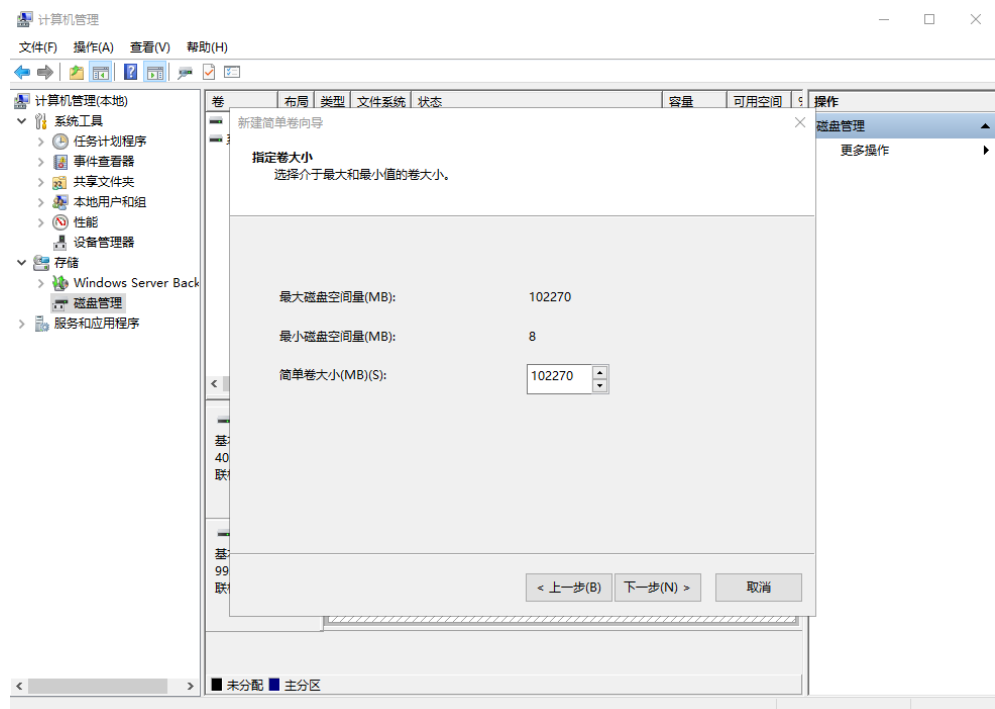 计算机管理
文件(F) 操作(A) 查看(V) 帮助(H)
计算机管理(本地)
系统工具
任务计划程序
事件查看器
共享文件夹
本地用户和组
性能
设备管理器
存储
Windows Server Back
磁盘管理
服务和应用程序
卷 布局 类型 文件系统 状态 容量 可用空间
新建简单卷向导
指定卷大小
选择介于最大和最小值的卷大小。
最大磁盘空间量(MB): 102270
最小磁盘空间量(MB): 8
简单卷大小(MB)(S): 102270
< 上一步(B) 下一步(N) > 取消
基
40
联
基
99
联
未分配 主分区
操作
磁盘管理
更多操作